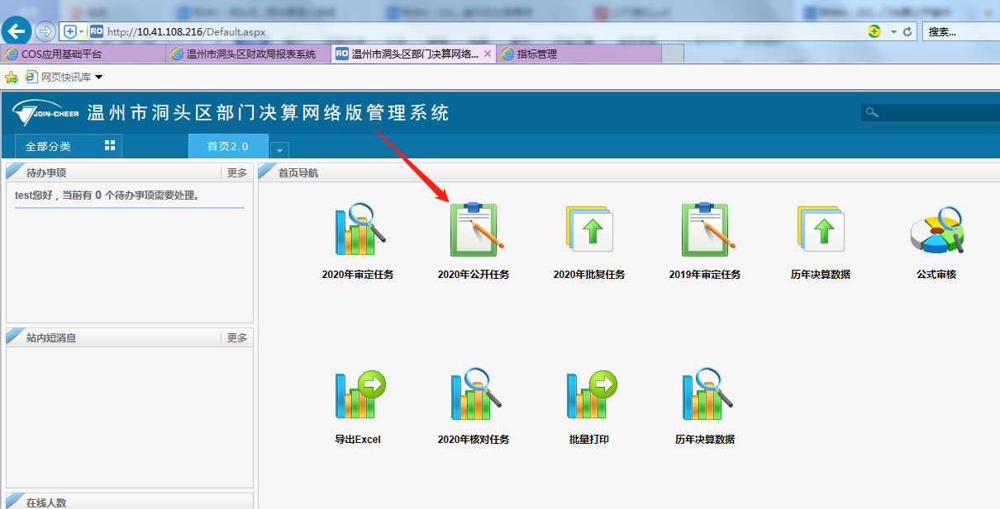 http://10.41.108.216/Default.aspx
搜索...
COS应用基础平台
温州市洞头区财政局报表系统
RO 温州市洞头区部门决算网络...
指标管理
网页快讯库
JOIN-CHEER 温州市洞头区部门决算网络版管理系统
全部分类
首页2.0
待办事项 更多
首页导航
test您好，当前有 0 个待办事项需要处理。
2020年审定任务
2020年公开任务
2020年批复任务
2019年审定任务
历年决算数据
公式审核
站内短消息 更多
导出Excel
2020年核对任务
批量打印
历年决算数据
在线人数